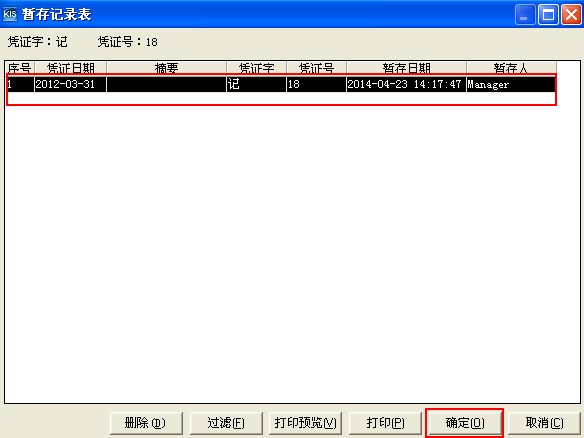 KIS 暂存记录表
凭证字：记 凭证号：18
序号 凭证日期 摘要 凭证字 凭证号 暂存日期 暂存人
1 2012-03-31 记 18 2014-04-23 14:17:47 Manager
删除(D) 过滤(F) 打印预览(V) 打印(P) 确定(O) 取消(C)